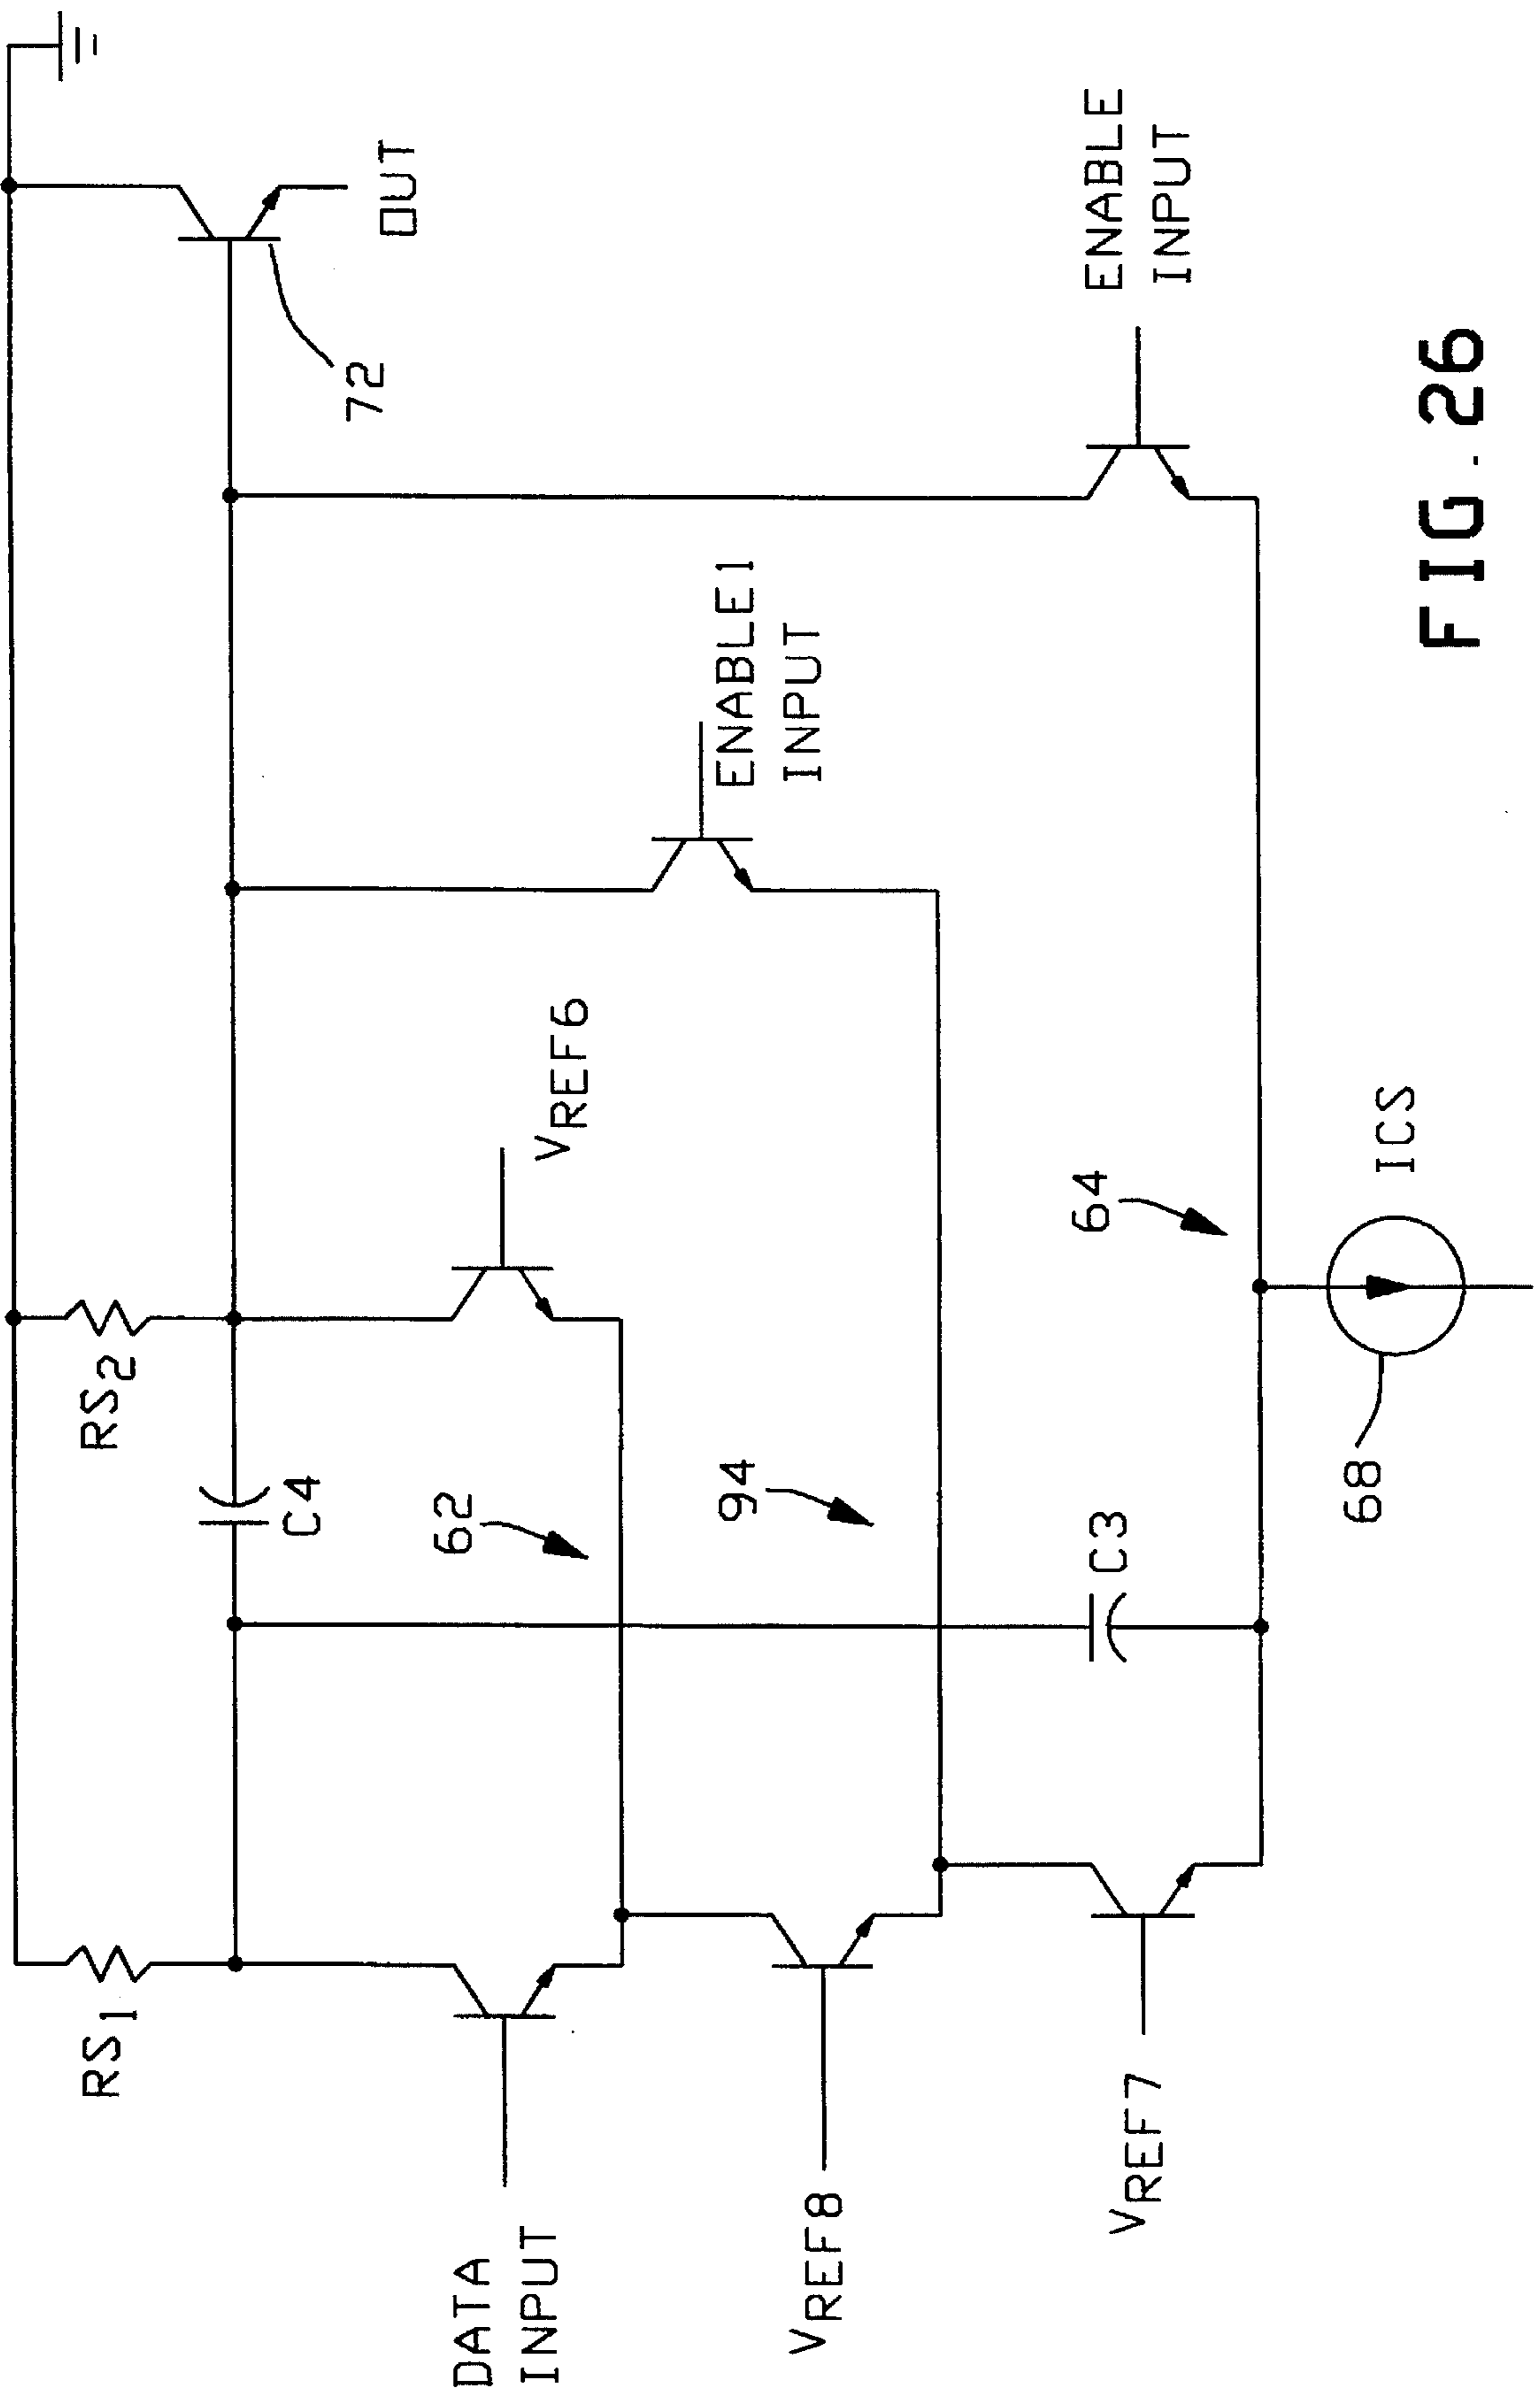 RS1
RS2
C4
OUT
72
DATA
INPUT
62
VREF6
VREF8
94
ENABLE1
INPUT
VREF7
C3
64
ENABLE
INPUT
68
ICS
FIG. 26